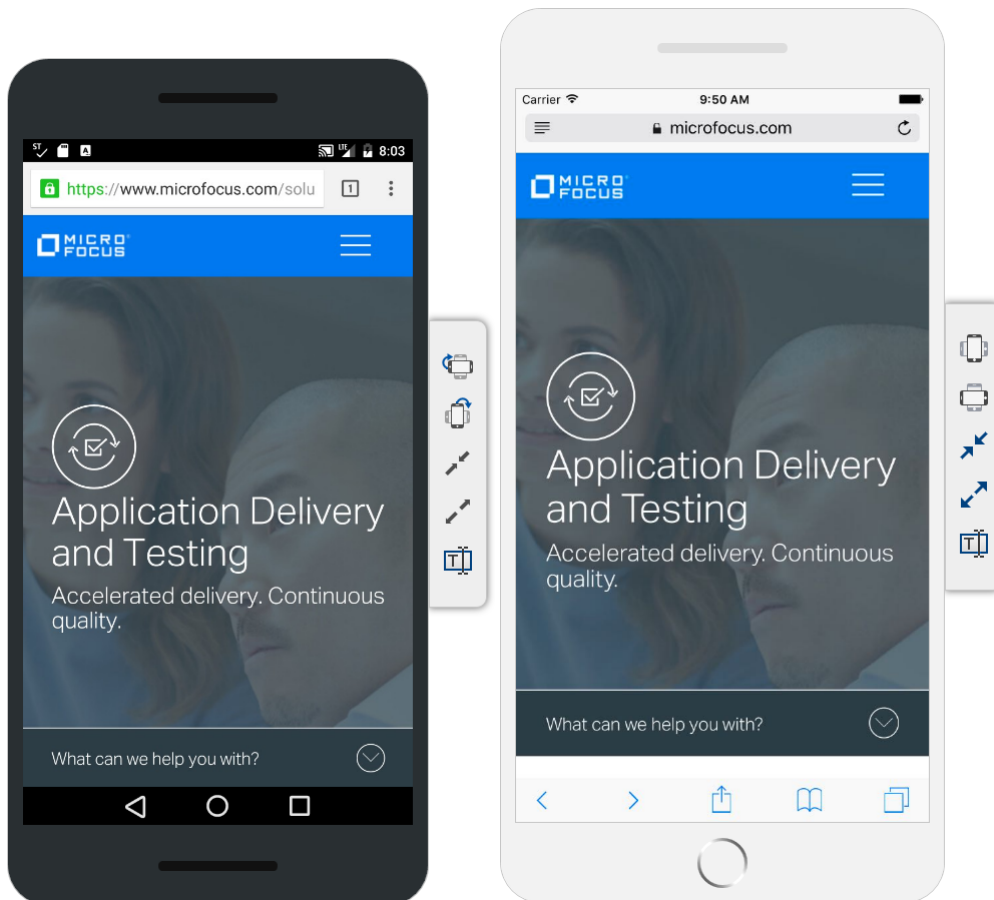 ST
A
LTE
8:03
https://www.microfocus.com/solu
1
MICRO
FOCUS
Application Delivery
and Testing
Accelerated delivery. Continuous
quality.
What can we help you with?
T
Carrier
9:50 AM
microfocus.com
MICRO
FOCUS
Application Delivery
and Testing
Accelerated delivery. Continuous
quality.
What can we help you with?
T